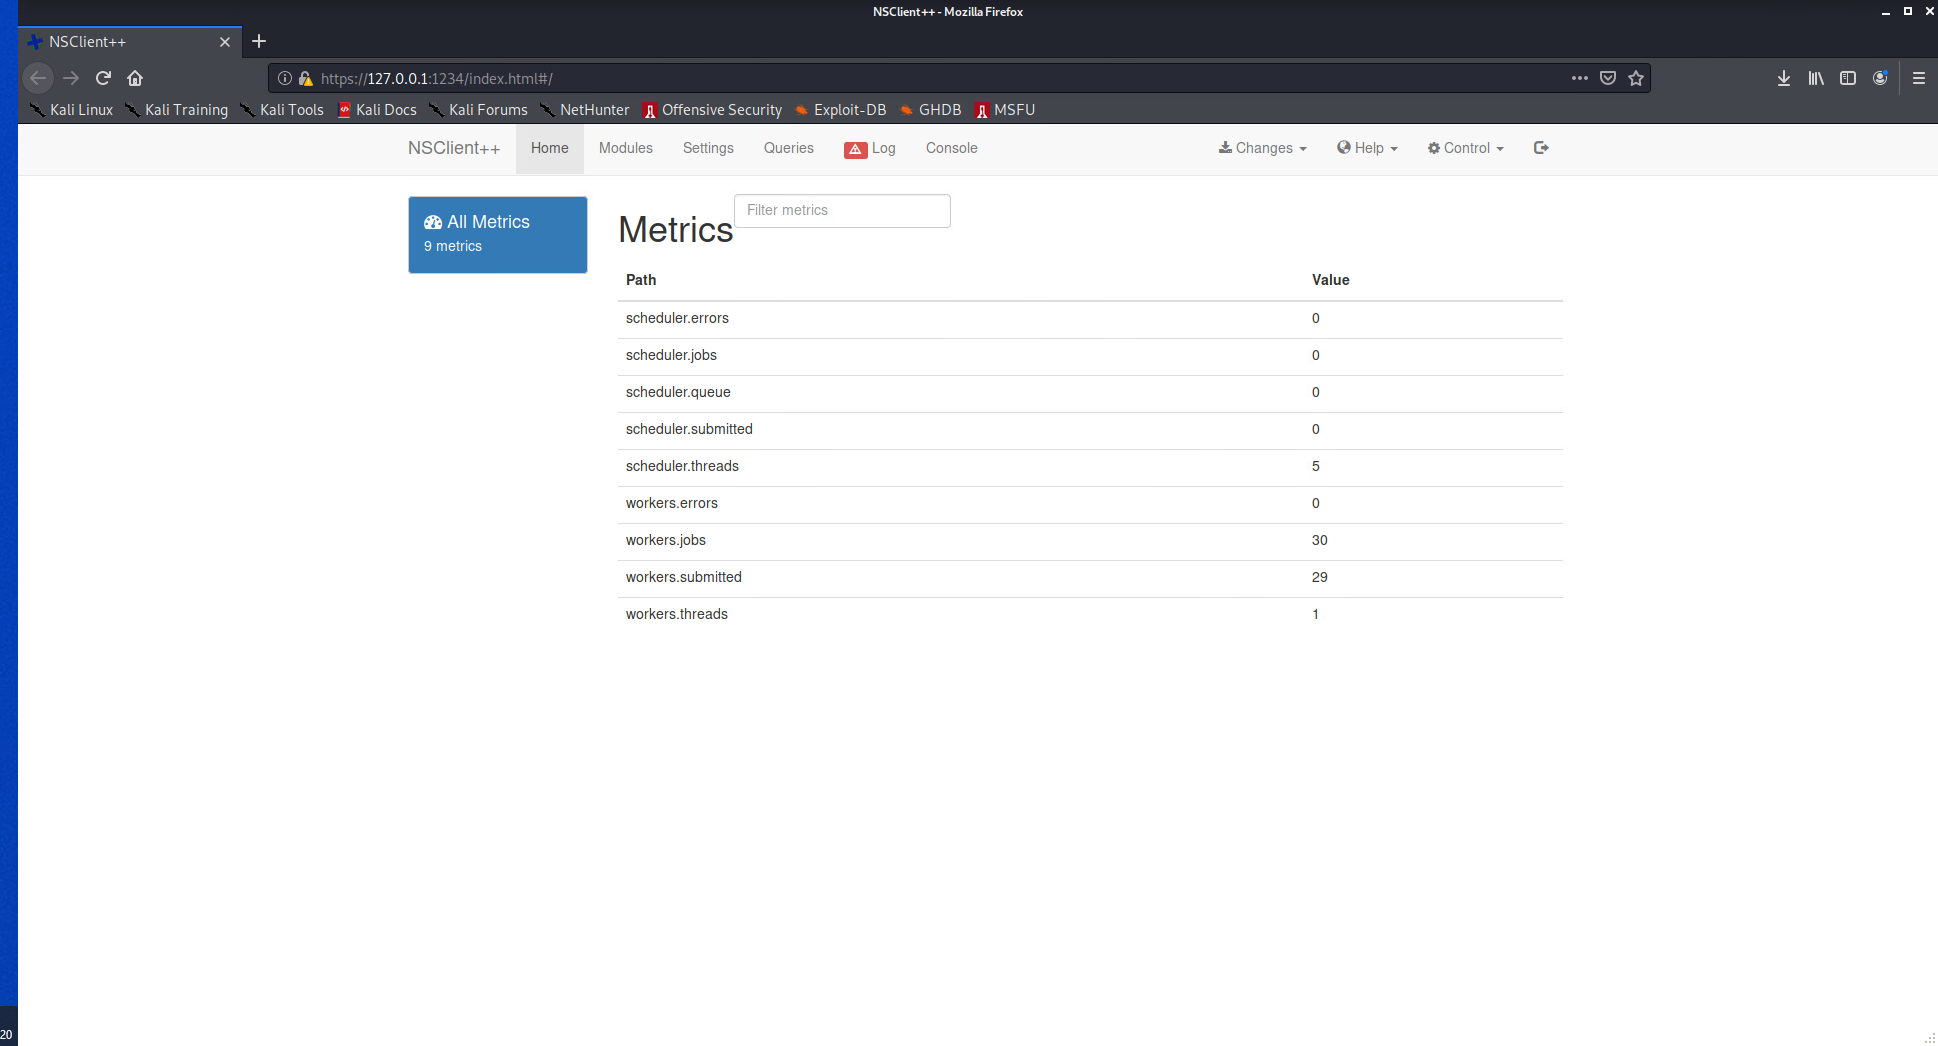 NSClient++ - Mozilla Firefox
NSClient++
https://127.0.0.1:1234/index.html#/
Kali Linux Kali Training Kali Tools Kali Docs Kali Forums NetHunter Offensive Security Exploit-DB GHDB MSFU
NSClient++ Home Modules Settings Queries Log Console Changes Help Control
All Metrics
9 metrics
Metrics Filter metrics
Path Value
scheduler.errors 0
scheduler.jobs 0
scheduler.queue 0
scheduler.submitted 0
scheduler.threads 5
workers.errors 0
workers.jobs 30
workers.submitted 29
workers.threads 1
20